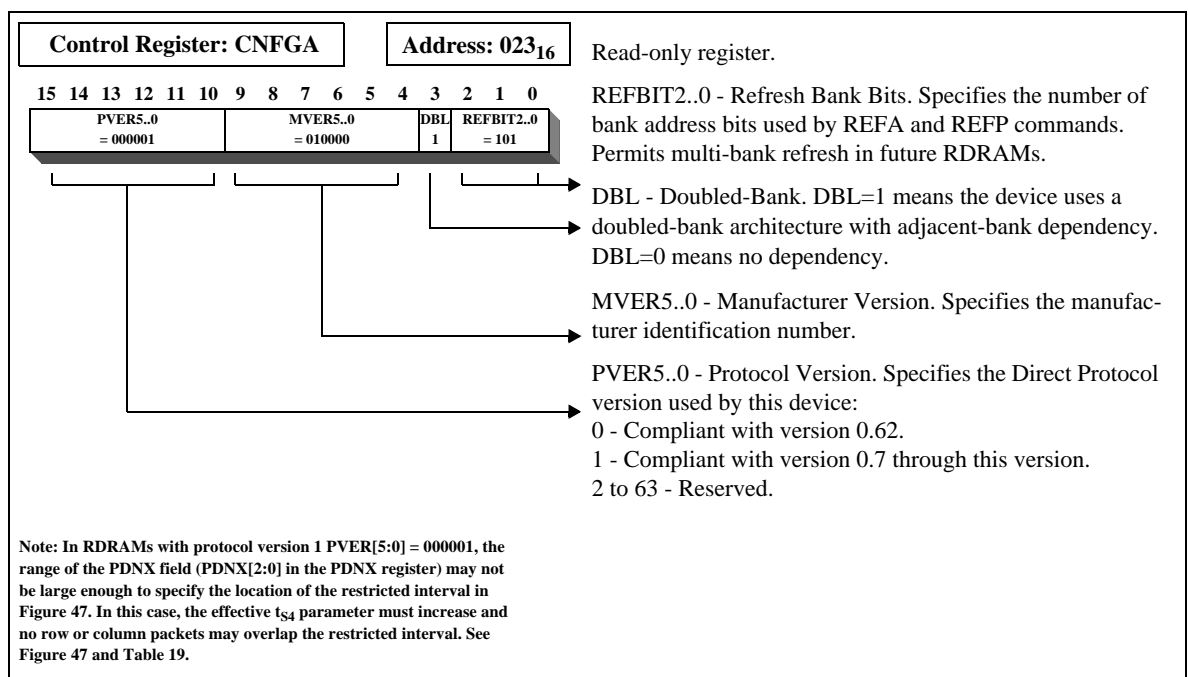 Control Register: CNFGA
Address: 023₁₆
15 14 13 12 11 10 9 8 7 6 5 4 3 2 1 0
PVER5..0 MVER5..0 DBL REFBIT2..0
= 000001 = 010000 1 = 101
Read-only register.
REFBIT2..0 - Refresh Bank Bits. Specifies the number of
bank address bits used by REFA and REFP commands.
Permits multi-bank refresh in future RDRAMs.
DBL - Doubled-Bank. DBL=1 means the device uses a
doubled-bank architecture with adjacent-bank dependency.
DBL=0 means no dependency.
MVER5..0 - Manufacturer Version. Specifies the manufac-
turer identification number.
PVER5..0 - Protocol Version. Specifies the Direct Protocol
version used by this device:
0 - Compliant with version 0.62.
1 - Compliant with version 0.7 through this version.
2 to 63 - Reserved.
Note: In RDRAMs with protocol version 1 PVER[5:0] = 000001, the
range of the PDNX field (PDNX[2:0] in the PDNX register) may not
be large enough to specify the location of the restricted interval in
Figure 47. In this case, the effective tS4 parameter must increase and
no row or column packets may overlap the restricted interval. See
Figure 47 and Table 19.